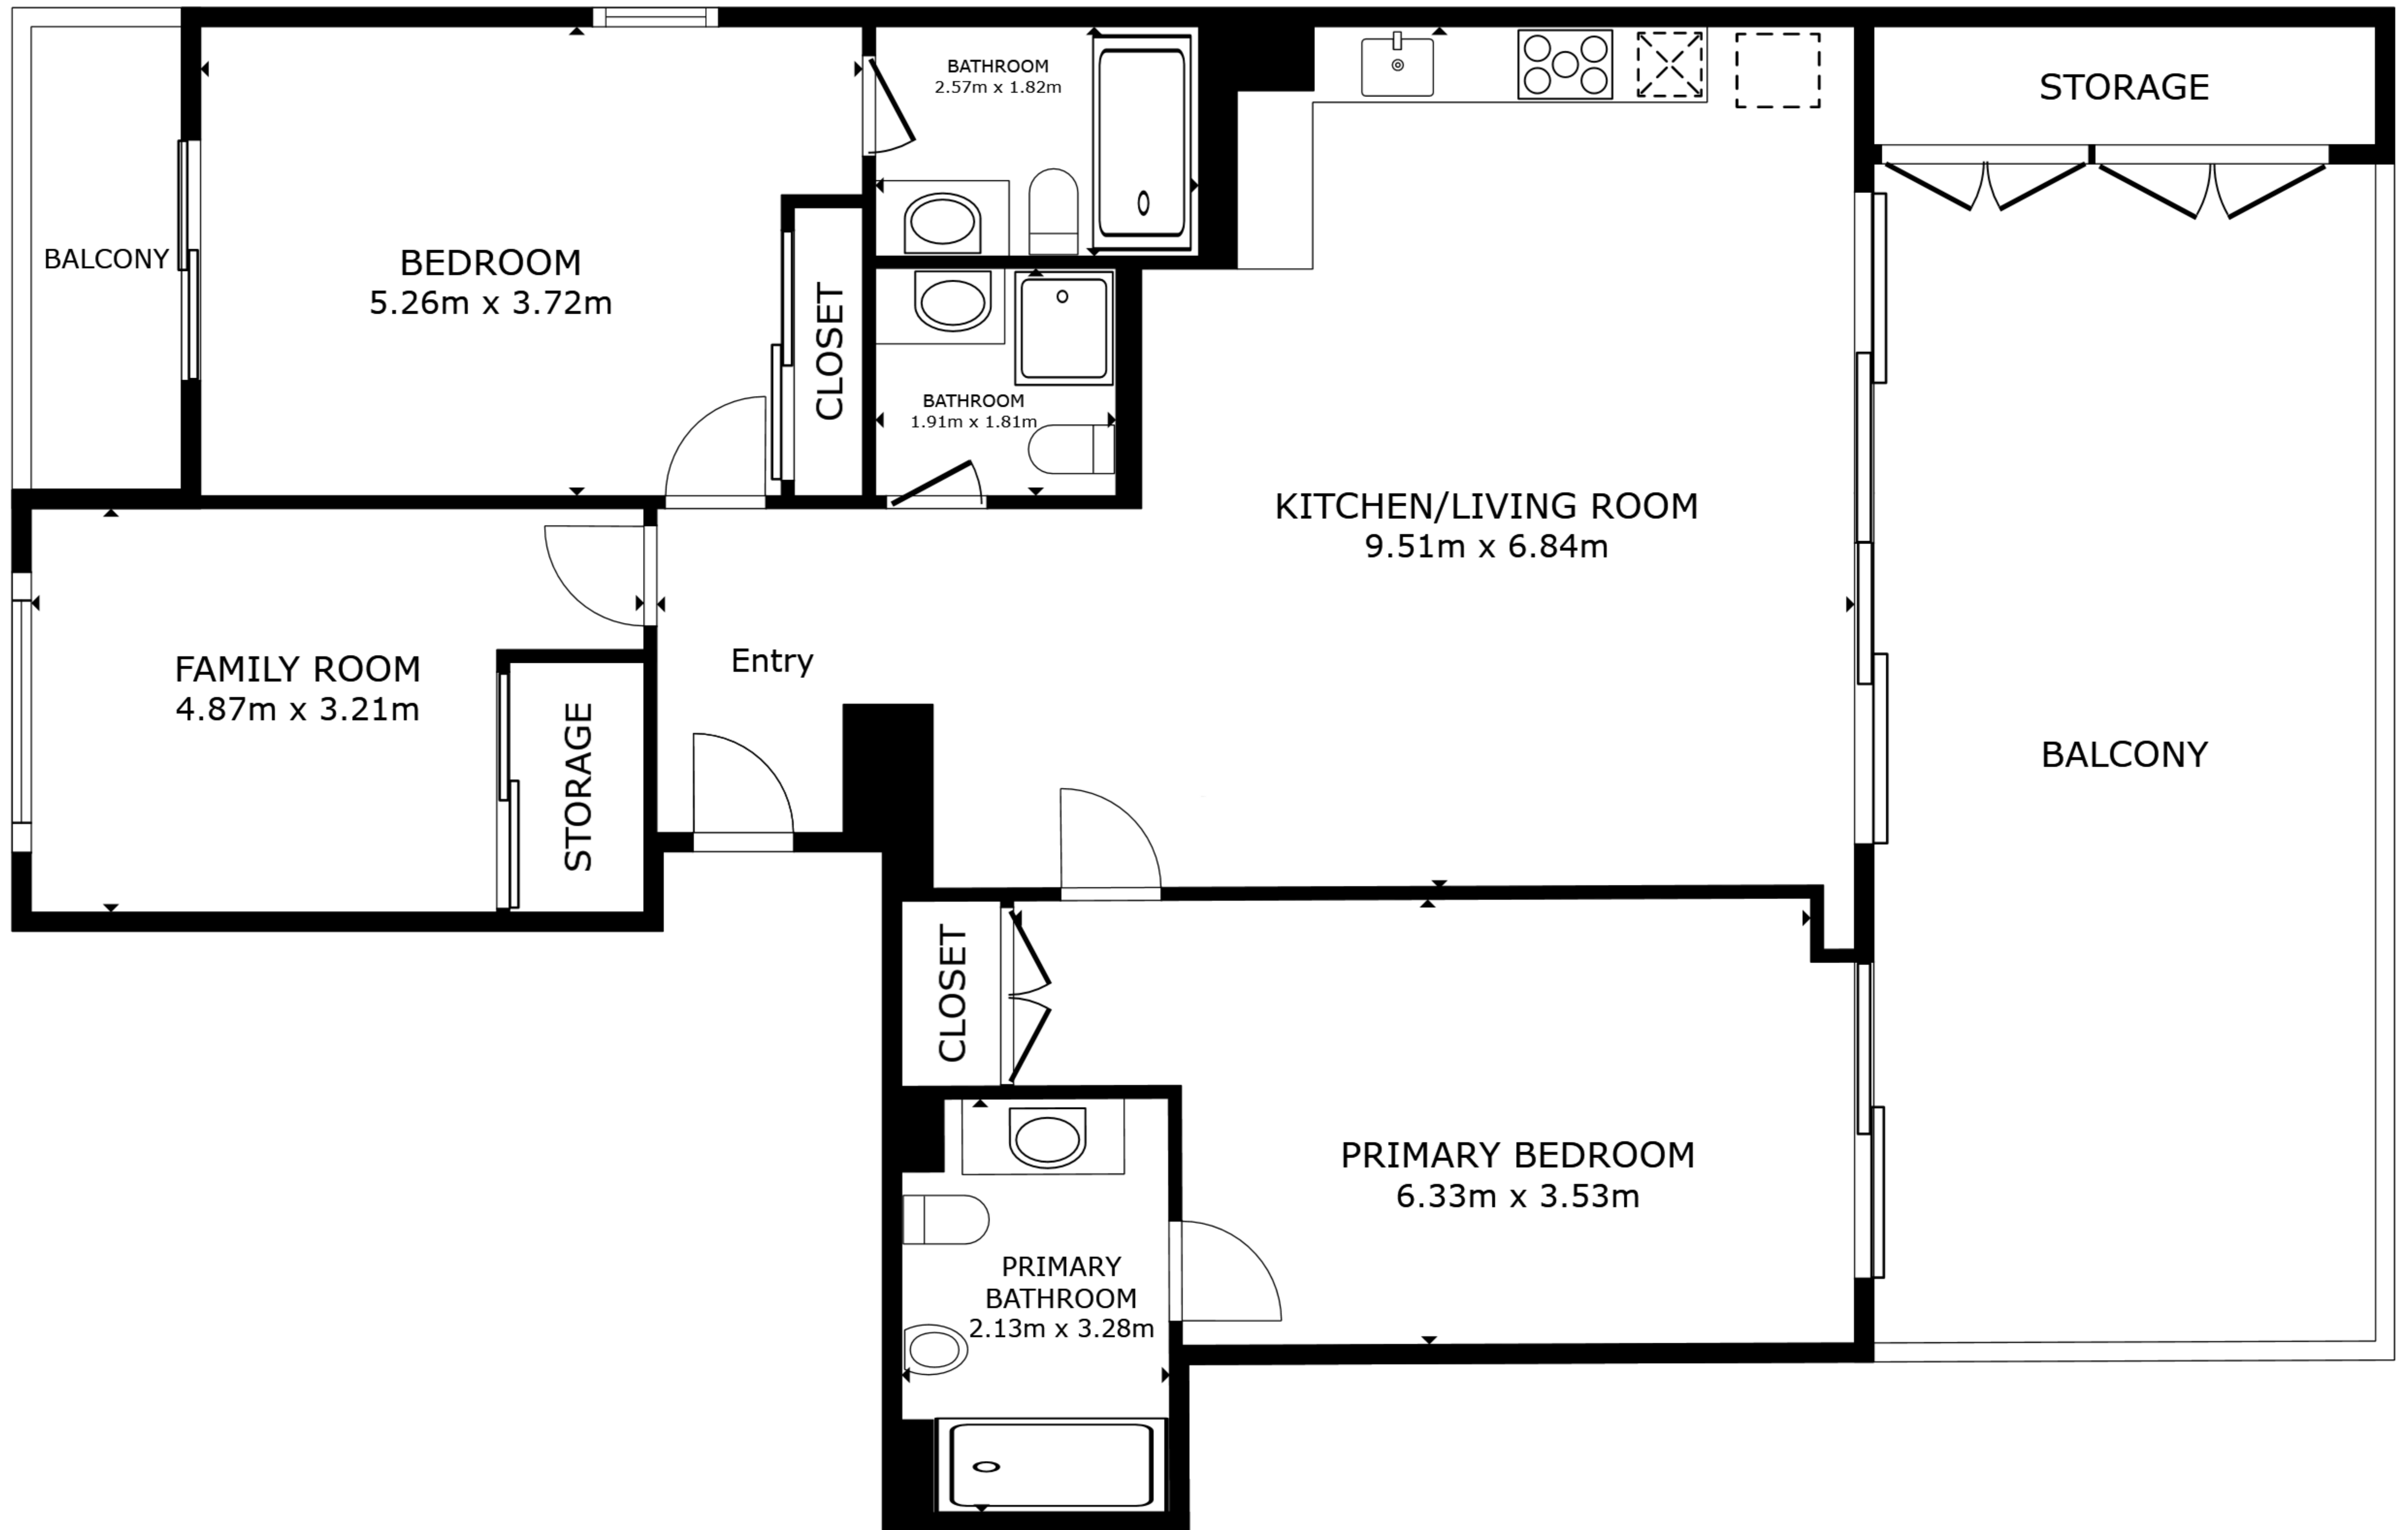 BATHROOM
2.57m x 1.82m
STORAGE
BALCONY
BEDROOM
5.26m x 3.72m
CLOSET
BATHROOM
1.91m x 1.81m
KITCHEN/LIVING ROOM
9.51m x 6.84m
Entry
FAMILY ROOM
4.87m x 3.21m
STORAGE
BALCONY
CLOSET
PRIMARY BEDROOM
6.33m x 3.53m
PRIMARY
BATHROOM
2.13m x 3.28m